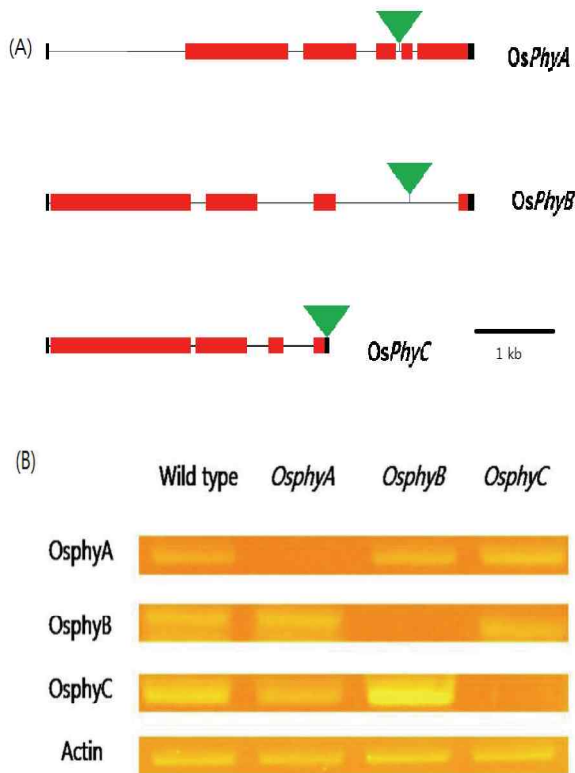 (A)
OsPhyA
OsPhyB
OsPhyC
1 kb
(B)
Wild type OsphyA OsphyB OsphyC
OsphyA
OsphyB
OsphyC
Actin